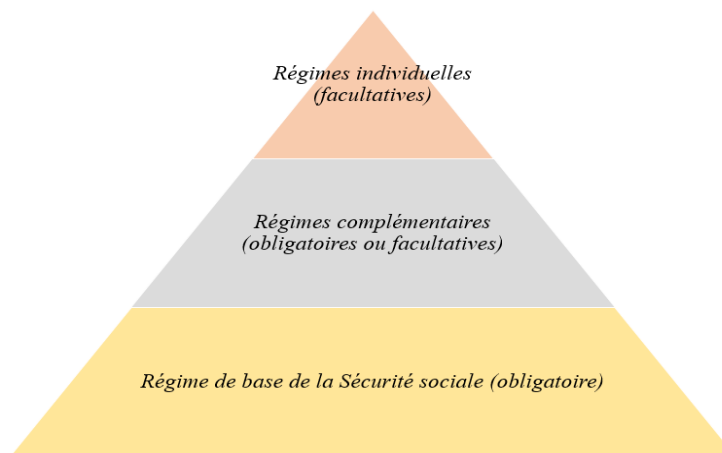 Régimes individuelles
(facultatives)
Régimes complémentaires
(obligatoires ou facultatives)
Régime de base de la Sécurité sociale (obligatoire)